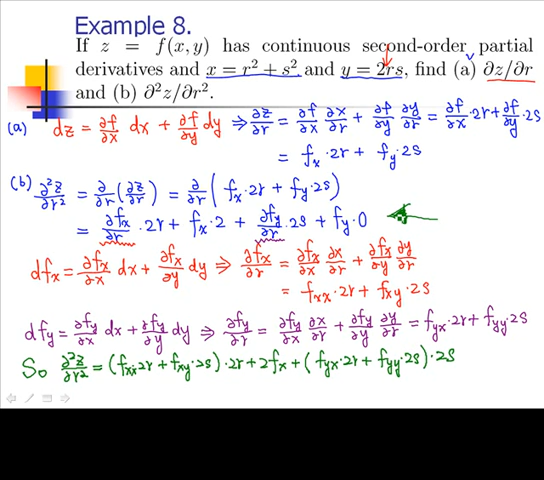 Example 8.
If z = f(x, y) has continuous second-order partial
derivatives and x = r² + s² and y = 2rs, find (a) ∂z/∂r
and (b) ∂²z/∂r².
(a) dz = ∂f/∂x dx + ∂f/∂y dy ⇒ ∂z/∂r = ∂f/∂x ∂x/∂r + ∂f/∂y ∂y/∂r = ∂f/∂x · 2r + ∂f/∂y · 2s
= fx · 2r + fy · 2s
(b) ∂²z/∂r² = ∂/∂r (∂z/∂r) = ∂/∂r (fx · 2r + fy · 2s)
= ∂fx/∂r · 2r + fx · 2 + ∂fy/∂r · 2s + fy · 0
dfx = ∂fx/∂x dx + ∂fx/∂y dy ⇒ ∂fx/∂r = ∂fx/∂x ∂x/∂r + ∂fx/∂y ∂y/∂r
= fxx · 2r + fxy · 2s
dfy = ∂fy/∂x dx + ∂fy/∂y dy ⇒ ∂fy/∂r = ∂fy/∂x ∂x/∂r + ∂fy/∂y ∂y/∂r = fyx · 2r + fyy · 2s
So ∂²z/∂r² = (fxx · 2r + fxy · 2s) · 2r + 2fx + (fyx · 2r + fyy · 2s) · 2s